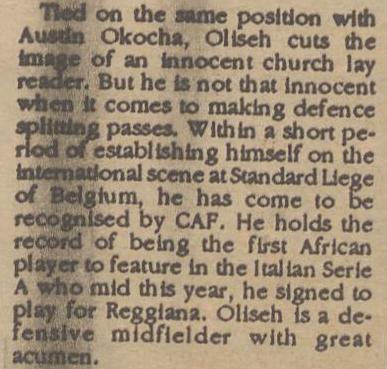 Tied on the same position with
Austin Okocha, Oliseh cuts the
image of an innocent church lay
reader. But he is not that innocent
when it comes to making defence
splitting passes. Within a short pe-
riod of establishing himself on the
international scene at Standard Liege
of Belgium, he has come to be
recognised by CAF. He holds the
record of being the first African
player to feature in the Italian Serie
A who mid this year, he signed to
play for Reggiana. Oliseh is a de-
fensive midfielder with great
acumen.